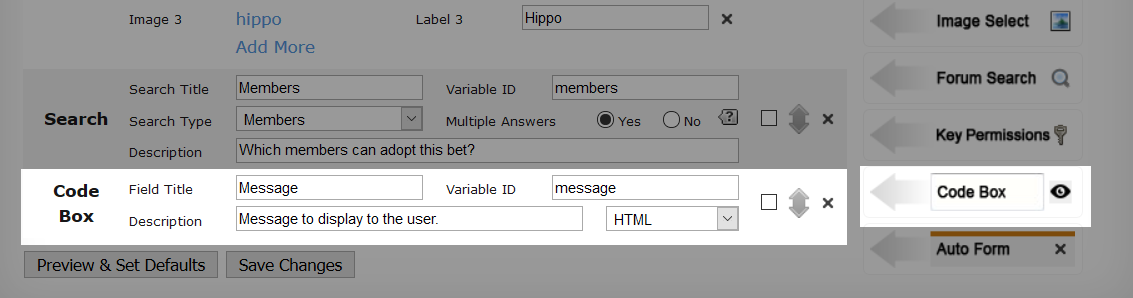 Image 3 hippo Label 3 Hippo
Add More
Search Title Members Variable ID members
Search Search Type Members Multiple Answers Yes No ?
Description Which members can adopt this bet?
Code Box Field Title Message Variable ID message
Description Message to display to the user. HTML
Preview & Set Defaults Save Changes
Image Select
Forum Search
Key Permissions
Code Box
Auto Form